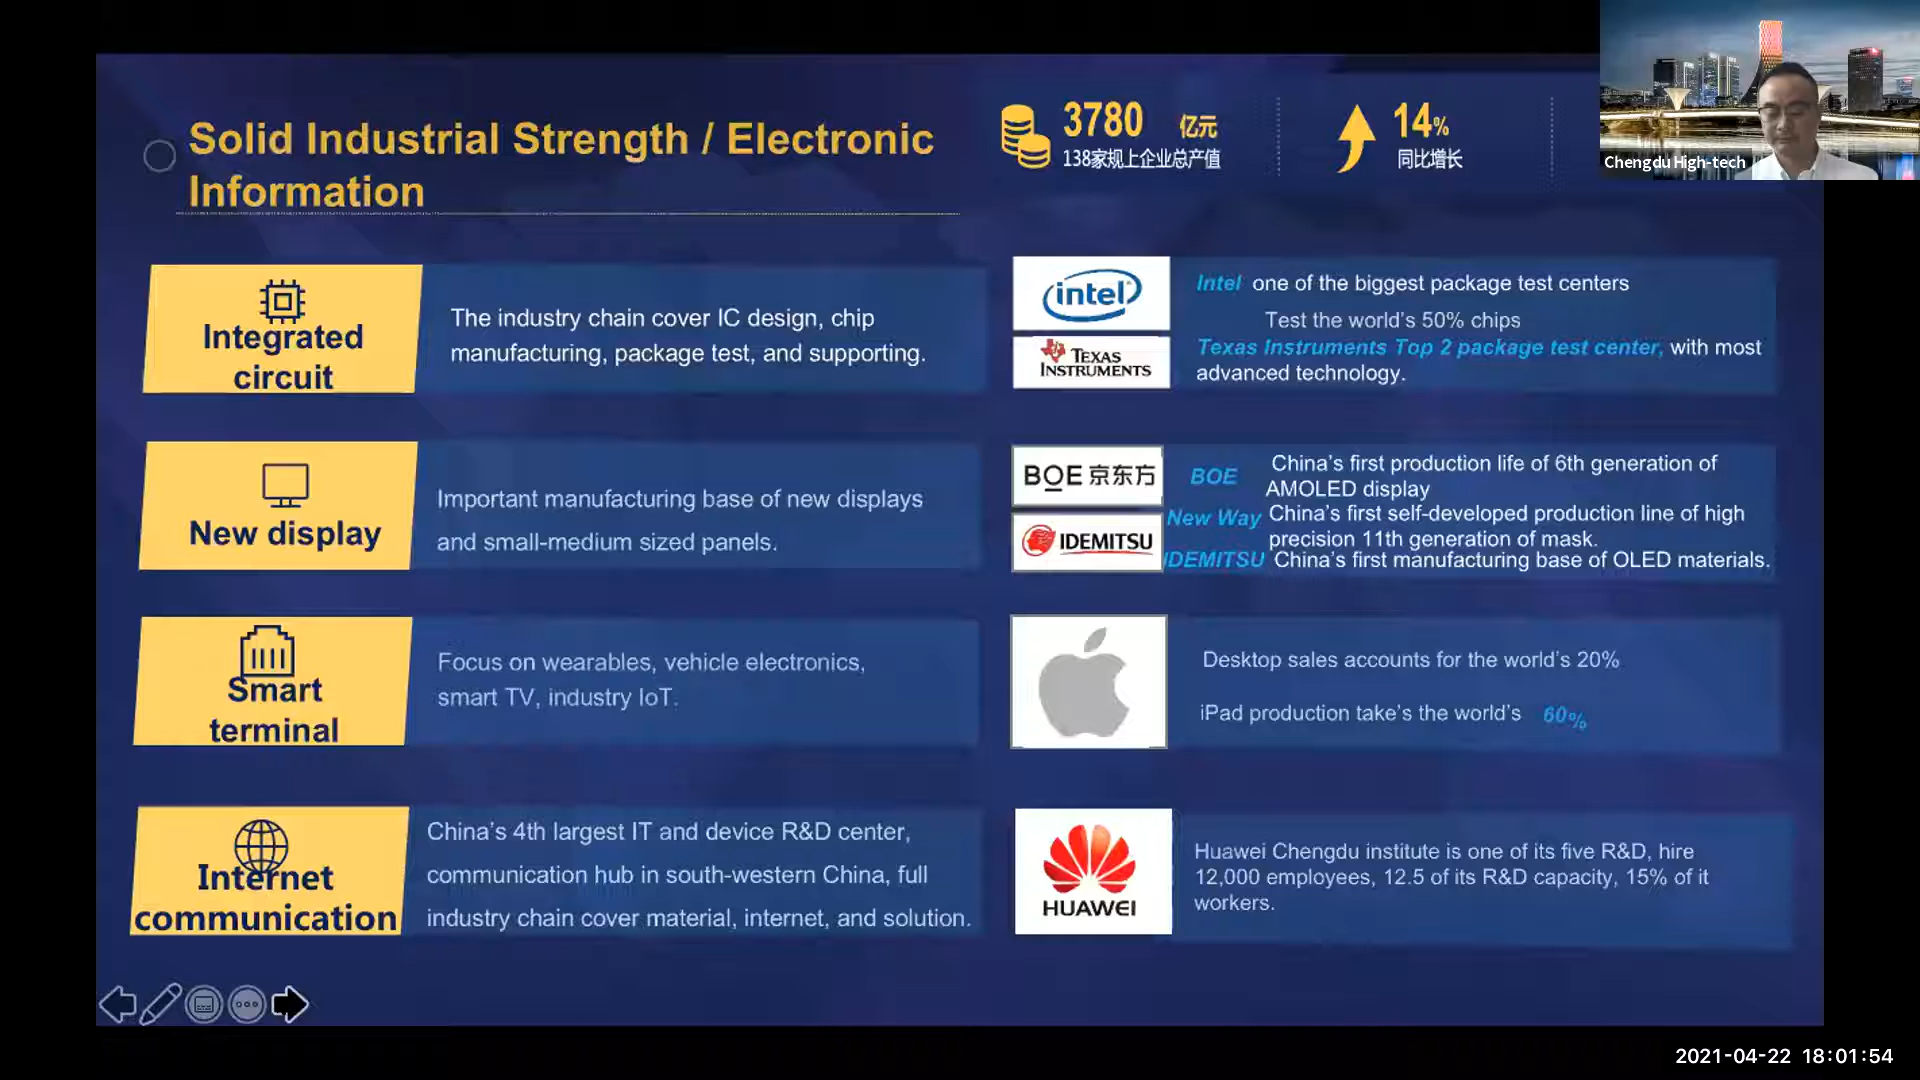 Solid Industrial Strength / Electronic
Information
3780 亿元
138家规上企业总产值
14%
同比增长
Chengdu High-tech
Integrated
circuit
The industry chain cover IC design, chip
manufacturing, package test, and supporting.
intel
TEXAS
INSTRUMENTS
Intel one of the biggest package test centers
Test the world's 50% chips
Texas Instruments Top 2 package test center, with most
advanced technology.
New display
Important manufacturing base of new displays
and small-medium sized panels.
BOE 京东方
IDEMITSU
BOE China's first production life of 6th generation of
AMOLED display
New Way China's first self-developed production line of high
precision 11th generation of mask.
IDEMITSU China's first manufacturing base of OLED materials.
Smart
terminal
Focus on wearables, vehicle electronics,
smart TV, industry IoT.
Desktop sales accounts for the world's 20%
iPad production take's the world's 60%
Internet
communication
China's 4th largest IT and device R&D center,
communication hub in south-western China, full
industry chain cover material, internet, and solution.
HUAWEI
Huawei Chengdu institute is one of its five R&D, hire
12,000 employees, 12.5 of its R&D capacity, 15% of it
workers.
2021-04-22 18:01:54